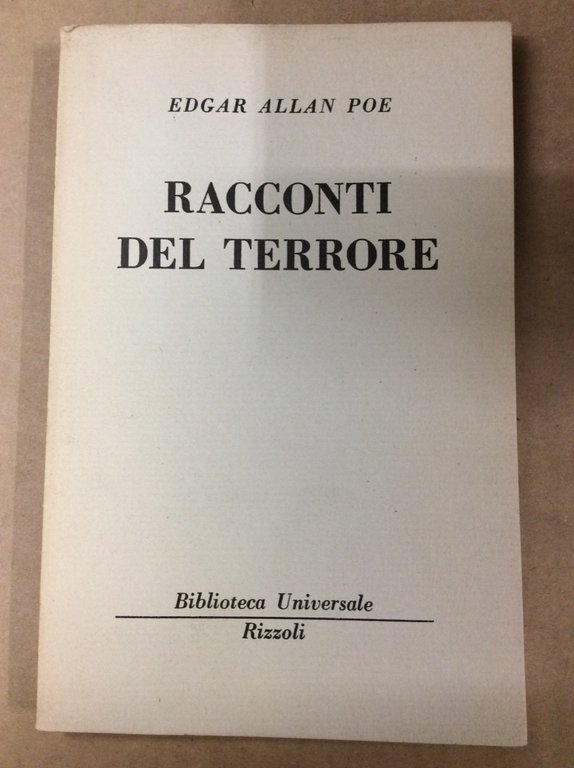 EDGAR ALLAN POE
RACCONTI
DEL TERRORE
Biblioteca Universale
Rizzoli